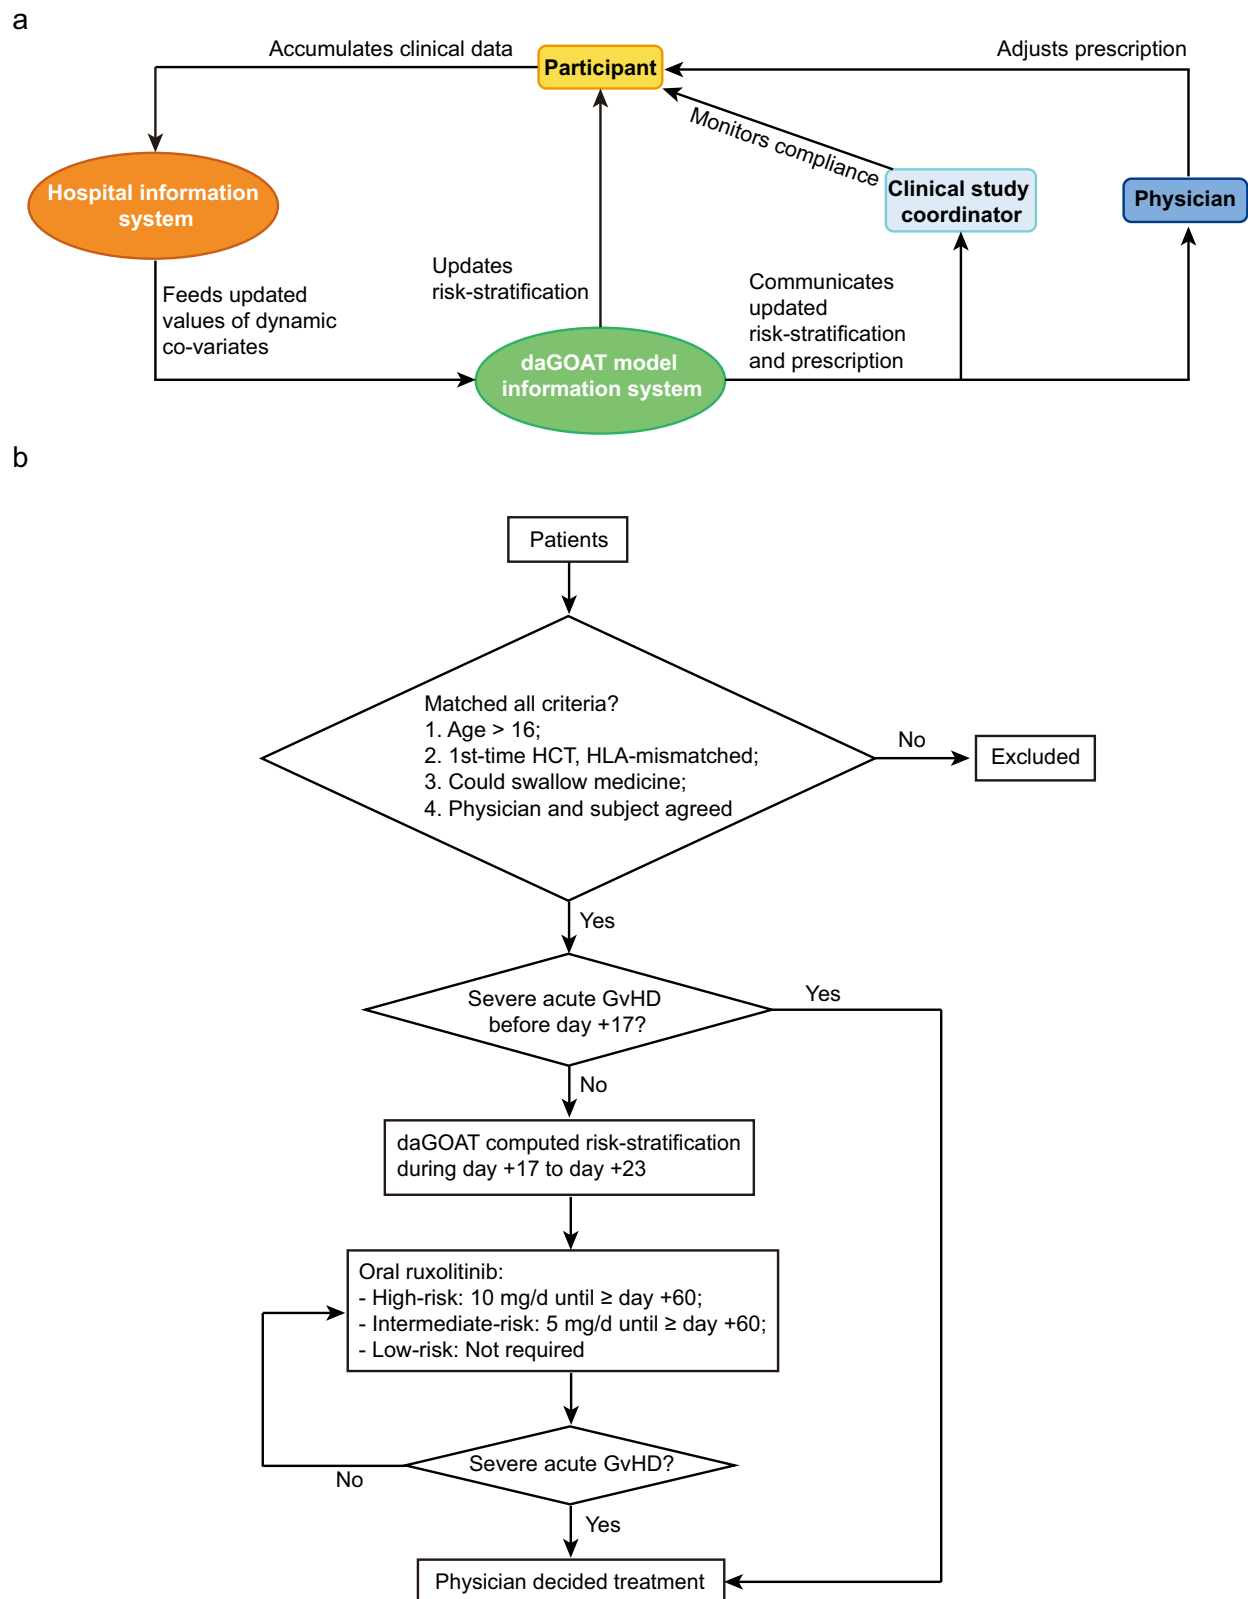 a
Accumulates clinical data
Participant
Adjusts prescription
Monitors compliance
Hospital information
system
Clinical study
coordinator
Physician
Updates
risk-stratification
Feeds updated
values of dynamic
co-variates
Communicates
updated
risk-stratification
and prescription
daGOAT model
information system
b
Patients
Matched all criteria?
1. Age > 16;
2. 1st-time HCT, HLA-mismatched;
3. Could swallow medicine;
4. Physician and subject agreed
No
Excluded
Yes
Severe acute GvHD
before day +17?
Yes
No
daGOAT computed risk-stratification
during day +17 to day +23
Oral ruxolitinib:
- High-risk: 10 mg/d until ≥ day +60;
- Intermediate-risk: 5 mg/d until ≥ day +60;
- Low-risk: Not required
Severe acute GvHD?
No
Yes
Physician decided treatment